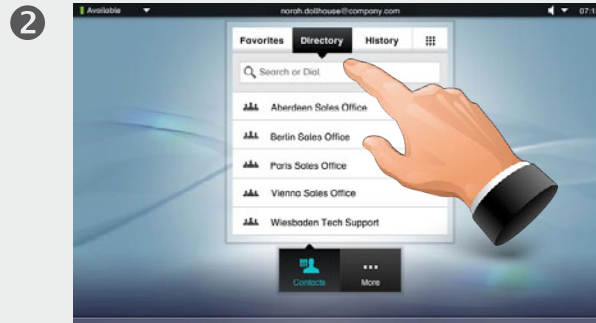 2
Available norah.dollhouse@company.com 07:1
Favorites Directory History
Search or Dial
Aberdeen Sales Office
Berlin Sales Office
Paris Sales Office
Vienna Sales Office
Wiesbaden Tech Support
Contacts More